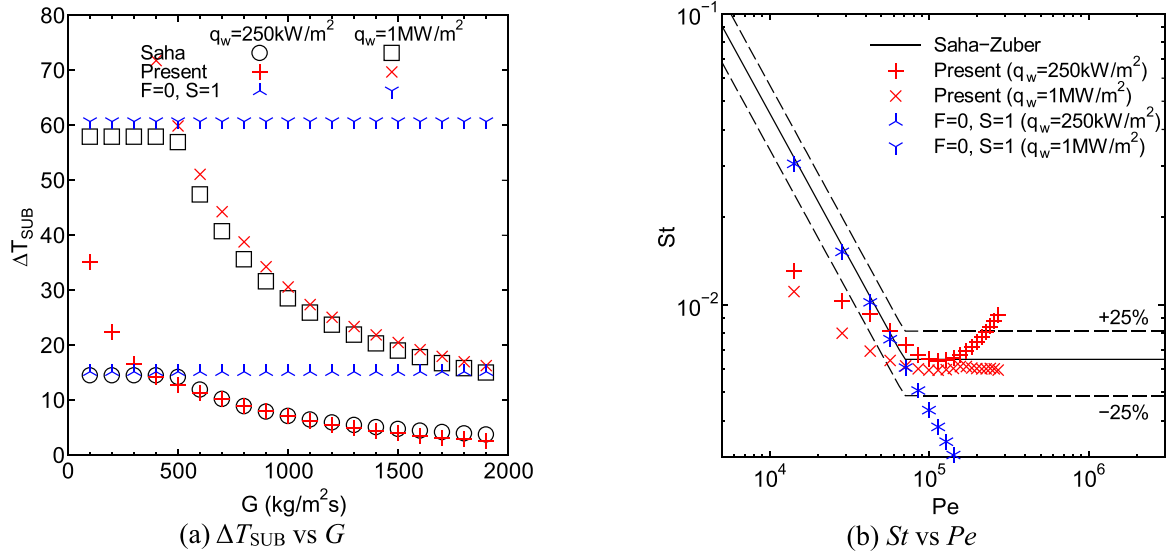 q_w=250kW/m² q_w=1MW/m²
Saha
Present
F=0, S=1
80
70
60
50
40
30
20
10
0
ΔT_SUB
0 500 1000 1500 2000
G (kg/m²s)
(a) ΔT_SUB vs G
10⁻¹
10⁻²
St
Saha−Zuber
Present (q_w=250kW/m²)
Present (q_w=1MW/m²)
F=0, S=1 (q_w=250kW/m²)
F=0, S=1 (q_w=1MW/m²)
+25%
−25%
10⁴ 10⁵ 10⁶
Pe
(b) St vs Pe